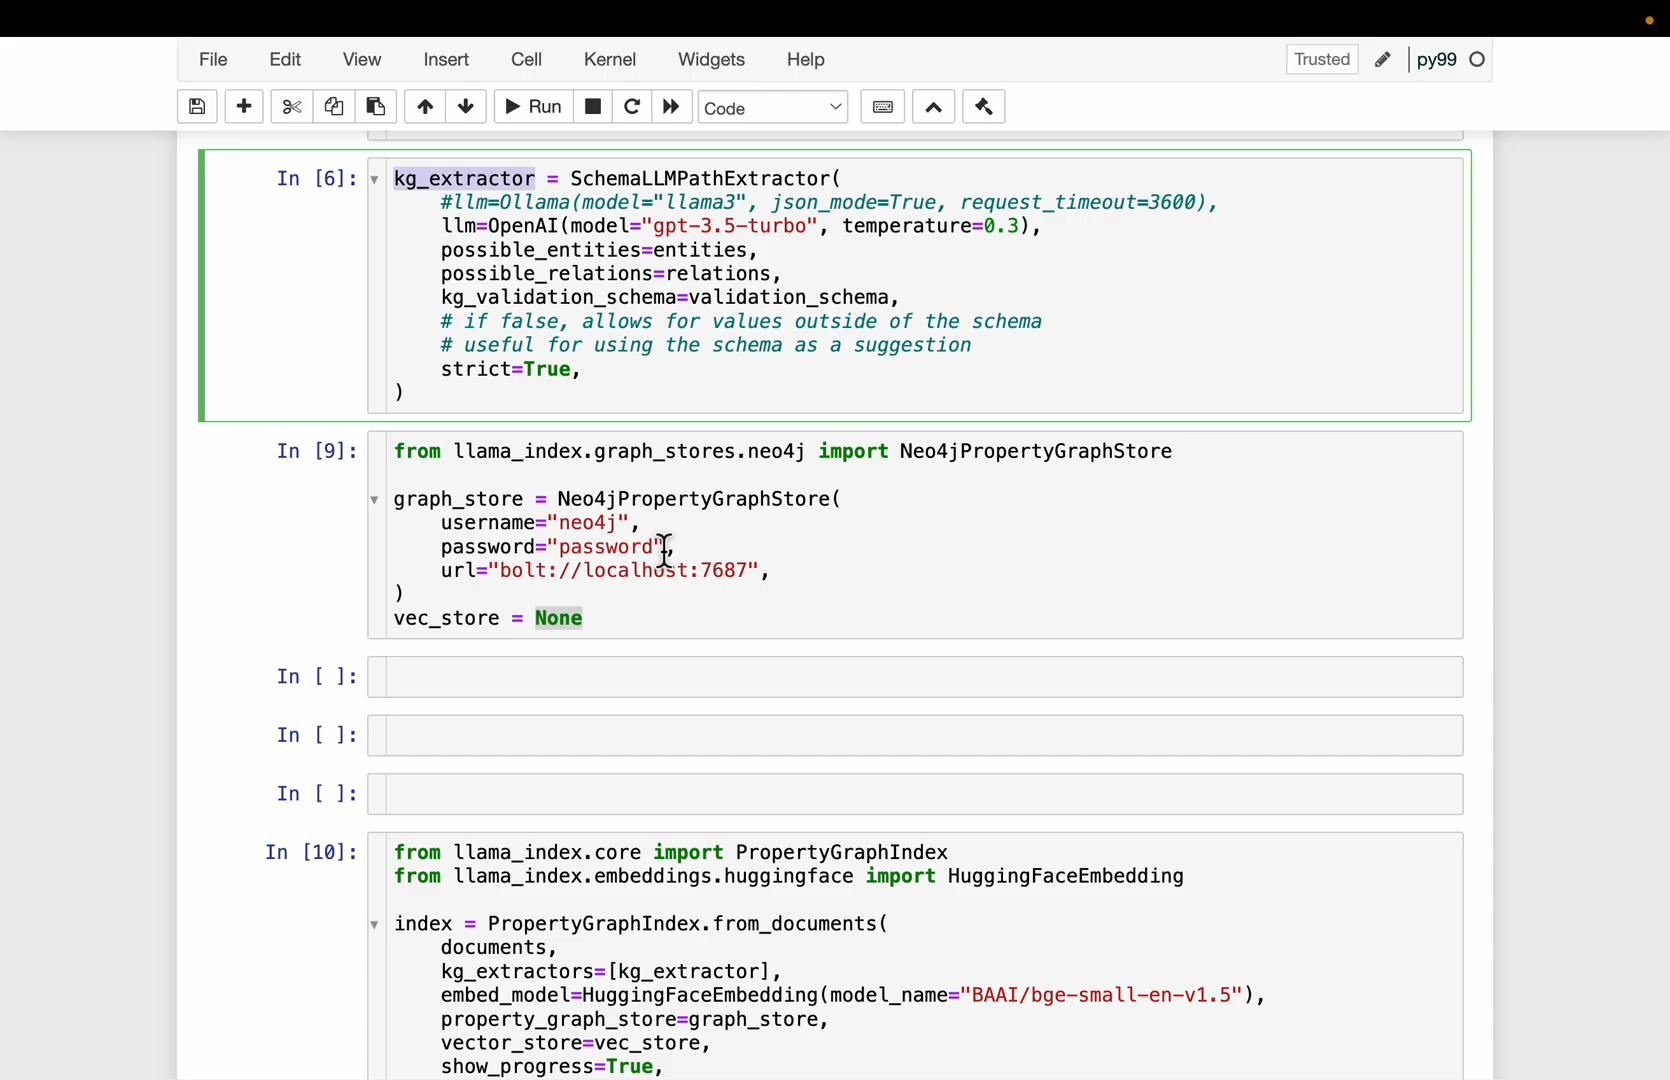 File Edit View Insert Cell Kernel Widgets Help Trusted py99
Run Code
In [6]: kg_extractor = SchemaLLMPathExtractor(
#llm=Ollama(model="llama3", json_mode=True, request_timeout=3600),
llm=OpenAI(model="gpt-3.5-turbo", temperature=0.3),
possible_entities=entities,
possible_relations=relations,
kg_validation_schema=validation_schema,
# if false, allows for values outside of the schema
# useful for using the schema as a suggestion
strict=True,
)
In [9]: from llama_index.graph_stores.neo4j import Neo4jPropertyGraphStore
graph_store = Neo4jPropertyGraphStore(
username="neo4j",
password="password",
url="bolt://localhost:7687",
)
vec_store = None
In [ ]:
In [ ]:
In [ ]:
In [10]: from llama_index.core import PropertyGraphIndex
from llama_index.embeddings.huggingface import HuggingFaceEmbedding
index = PropertyGraphIndex.from_documents(
documents,
kg_extractors=[kg_extractor],
embed_model=HuggingFaceEmbedding(model_name="BAAI/bge-small-en-v1.5"),
property_graph_store=graph_store,
vector_store=vec_store,
show_progress=True,